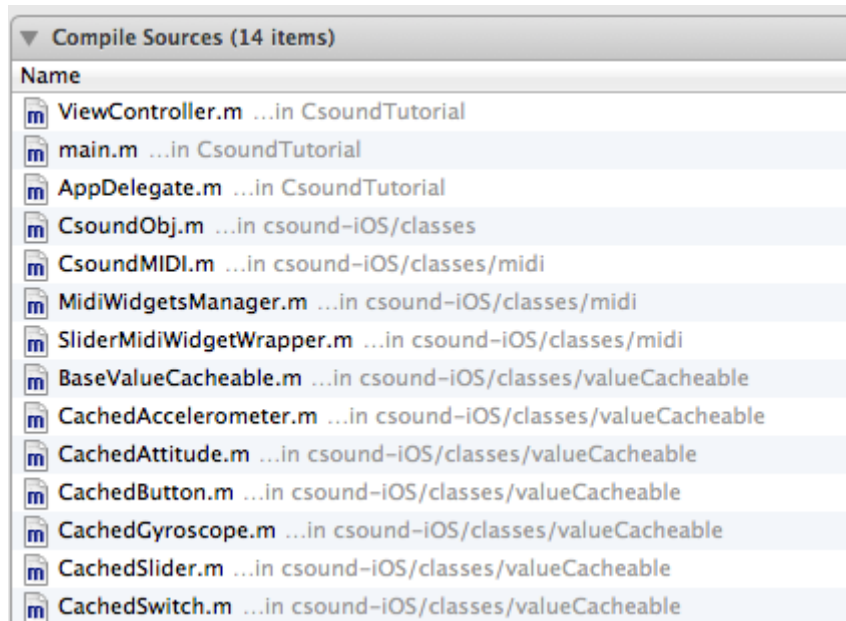 Compile Sources (14 items)
Name
m ViewController.m ...in CsoundTutorial
m main.m ...in CsoundTutorial
m AppDelegate.m ...in CsoundTutorial
m CsoundObj.m ...in csound-iOS/classes
m CsoundMIDI.m ...in csound-iOS/classes/midi
m MidiWidgetsManager.m ...in csound-iOS/classes/midi
m SliderMidiWidgetWrapper.m ...in csound-iOS/classes/midi
m BaseValueCacheable.m ...in csound-iOS/classes/valueCacheable
m CachedAccelerometer.m ...in csound-iOS/classes/valueCacheable
m CachedAttitude.m ...in csound-iOS/classes/valueCacheable
m CachedButton.m ...in csound-iOS/classes/valueCacheable
m CachedGyroscope.m ...in csound-iOS/classes/valueCacheable
m CachedSlider.m ...in csound-iOS/classes/valueCacheable
m CachedSwitch.m ...in csound-iOS/classes/valueCacheable